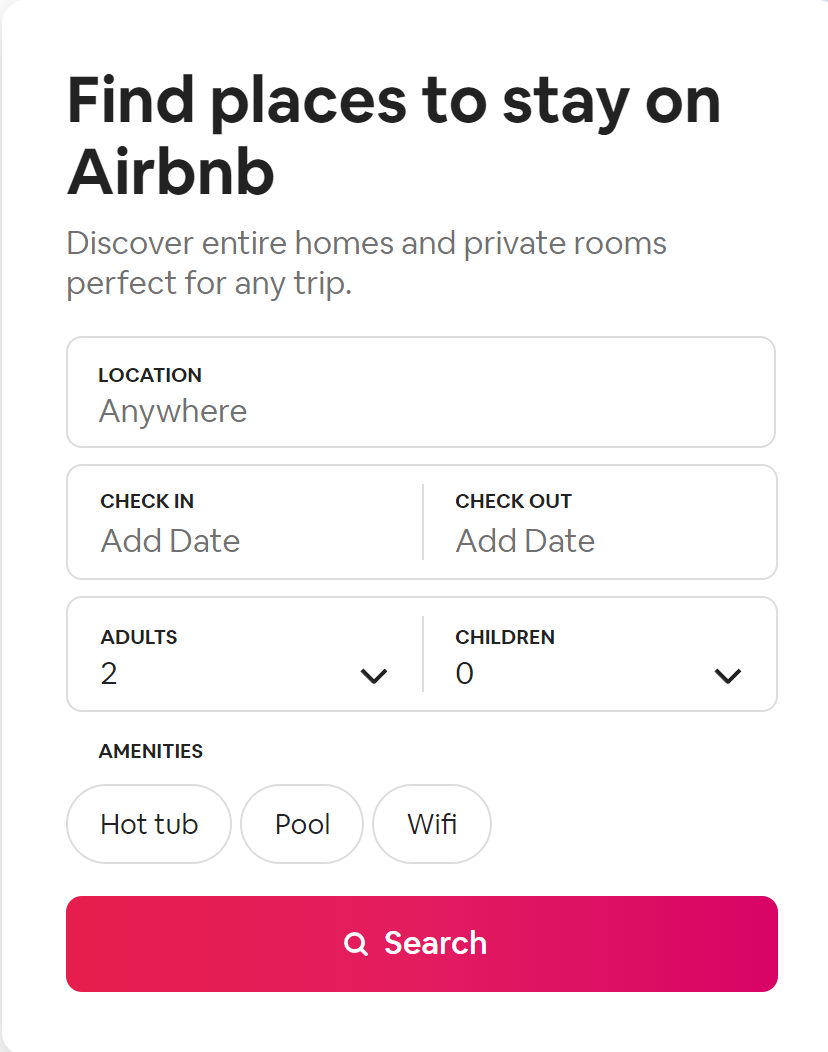 Find places to stay on
Airbnb
Discover entire homes and private rooms
perfect for any trip.
LOCATION
Anywhere
CHECK IN
Add Date
CHECK OUT
Add Date
ADULTS
2
CHILDREN
0
AMENITIES
Hot tub
Pool
Wifi
Search